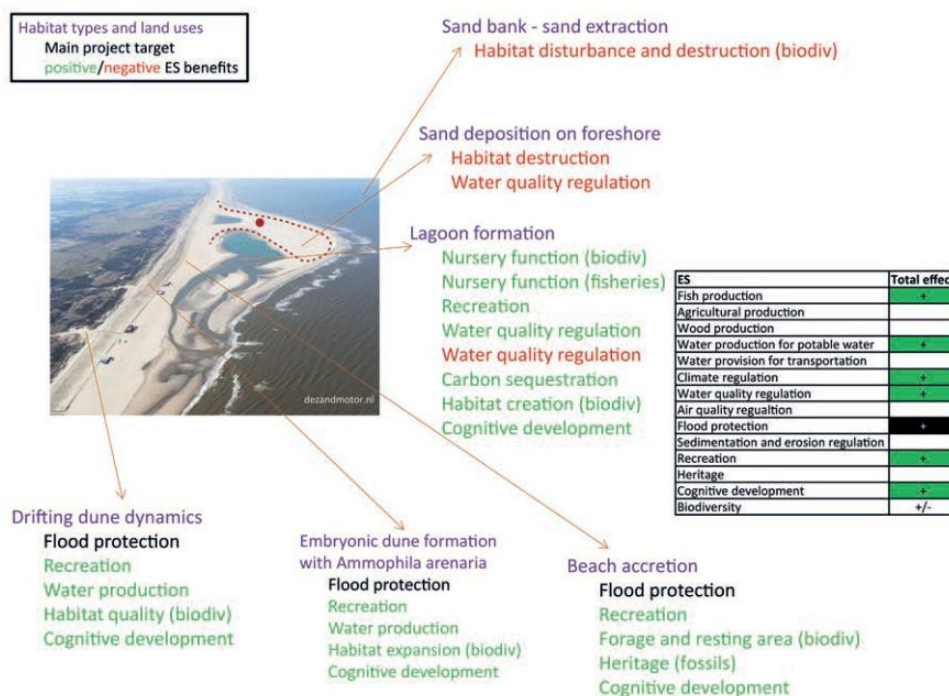 Habitat types and land uses
Main project target
positive/negative ES benefits
Sand bank - sand extraction
Habitat disturbance and destruction (biodiv)
Sand deposition on foreshore
Habitat destruction
Water quality regulation
Lagoon formation
Nursery function (biodiv)
Nursery function (fisheries)
Recreation
Water quality regulation
Water quality regulation
Carbon sequestration
Habitat creation (biodiv)
Cognitive development
dezandmotor.nl
ES Total effect
Fish production +
Agricultural production
Wood production
Water production for potable water +
Water provision for transportation
Climate regulation +
Water quality regulation +
Air quality regualtion
Flood protection +
Sedimentation and erosion regulation
Recreation +
Heritage
Cognitive development +
Biodiversity +/-
Drifting dune dynamics
Flood protection
Recreation
Water production
Habitat quality (biodiv)
Cognitive development
Embryonic dune formation
with Ammophila arenaria
Flood protection
Recreation
Water production
Habitat expansion (biodiv)
Cognitive development
Beach accretion
Flood protection
Recreation
Forage and resting area (biodiv)
Heritage (fossils)
Cognitive development